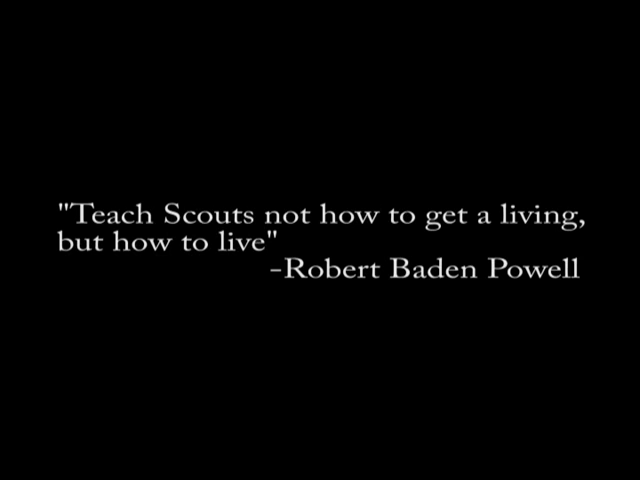 "Teach Scouts not how to get a living,
but how to live"
-Robert Baden Powell